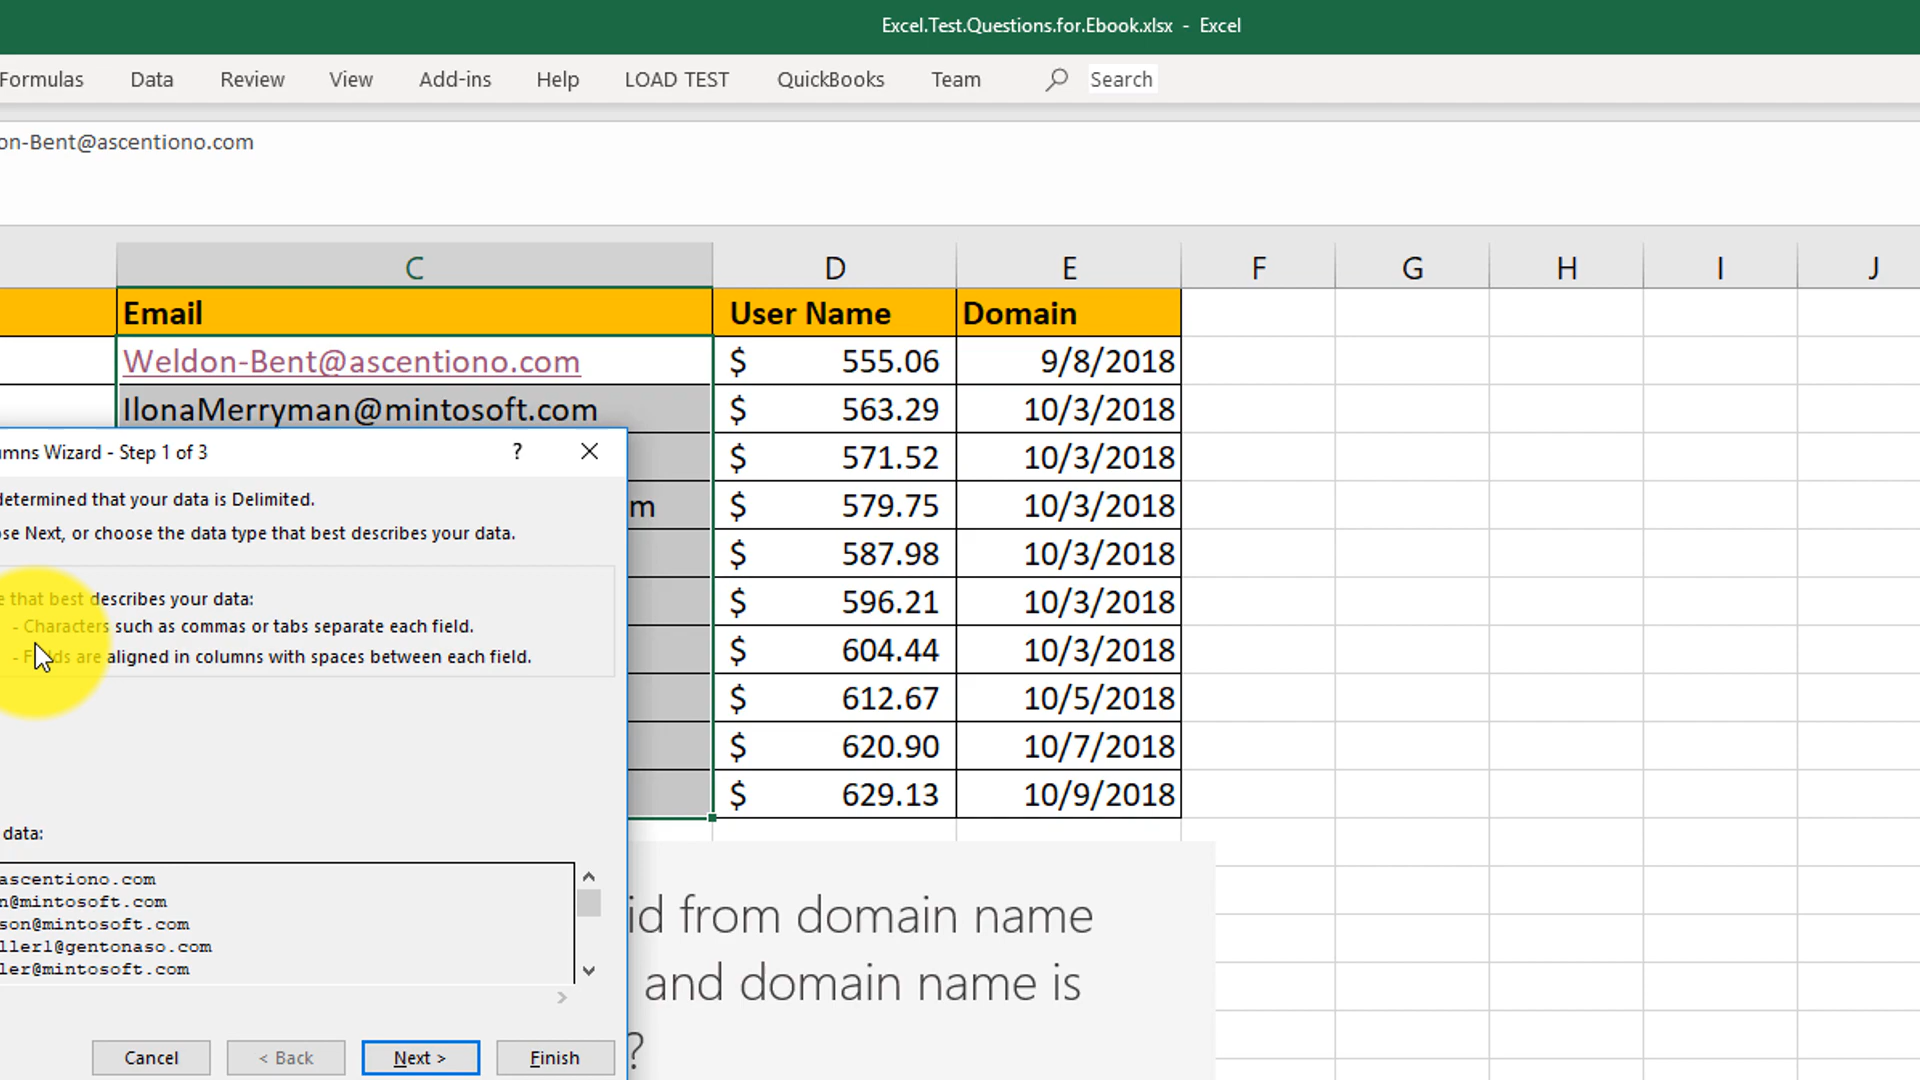 Excel.Test.Questions.for.Ebook.xlsx - Excel
Formulas Data Review View Add-ins Help LOAD TEST QuickBooks Team Search
on-Bent@ascentiono.com
C D E F G H I J
Email User Name Domain
Weldon-Bent@ascentiono.com $ 555.06 9/8/2018
IlonaMerryman@mintosoft.com $ 563.29 10/3/2018
$ 571.52 10/3/2018
m $ 579.75 10/3/2018
$ 587.98 10/3/2018
$ 596.21 10/3/2018
$ 604.44 10/3/2018
$ 612.67 10/5/2018
$ 620.90 10/7/2018
$ 629.13 10/9/2018
umns Wizard - Step 1 of 3 ?
determined that your data is Delimited.
ose Next, or choose the data type that best describes your data.
e that best describes your data:
- Characters such as commas or tabs separate each field.
- Fields are aligned in columns with spaces between each field.
data:
ascentiono.com
n@mintosoft.com
son@mintosoft.com
ller1@gentonaso.com
ler@mintosoft.com
Cancel < Back Next > Finish
id from domain name
and domain name is
?